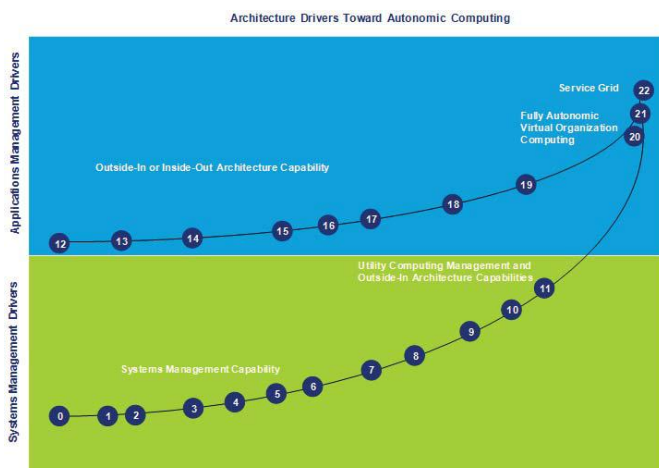 Architecture Drivers Toward Autonomic Computing
Applications Management Drivers
Service Grid
22
Fully Autonomic
Virtual Organization
Computing
21
20
Outside-In or Inside-Out Architecture Capability
19
18
17
16
15
14
13
12
Systems Management Drivers
Utility Computing Management and
Outside-In Architecture Capabilities
11
10
9
8
Systems Management Capability
7
6
5
4
3
2
1
0